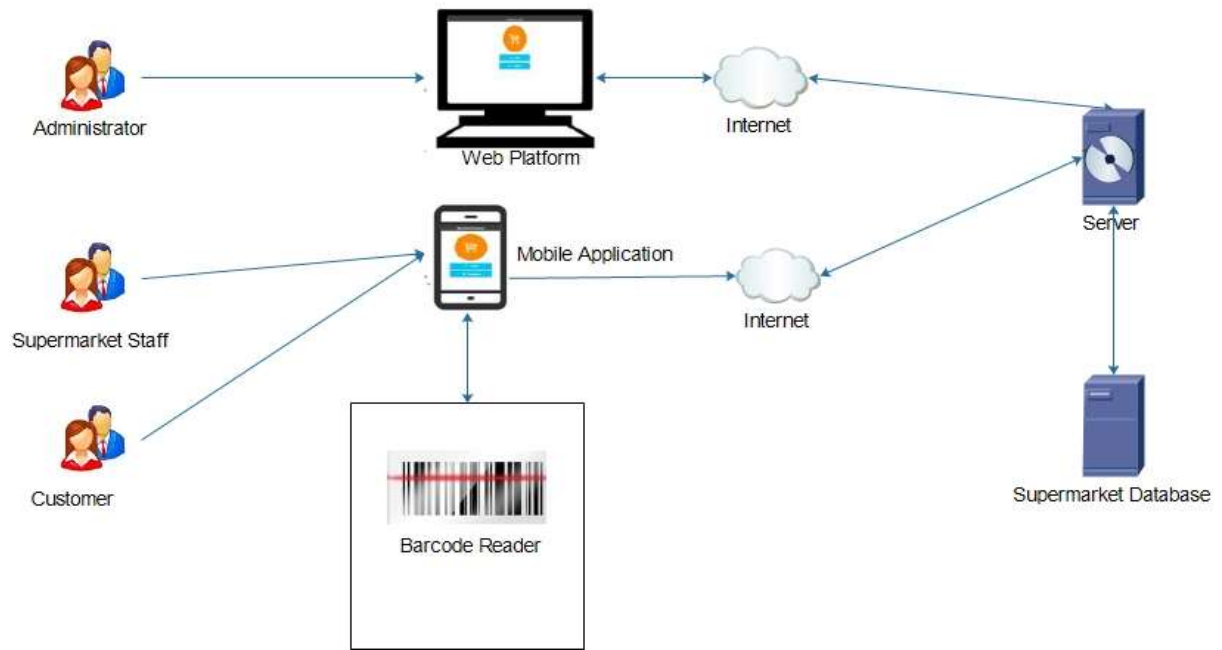 Administrator
Web Platform
Internet
Server
Mobile Application
Supermarket Staff
Internet
Customer
Barcode Reader
Supermarket Database